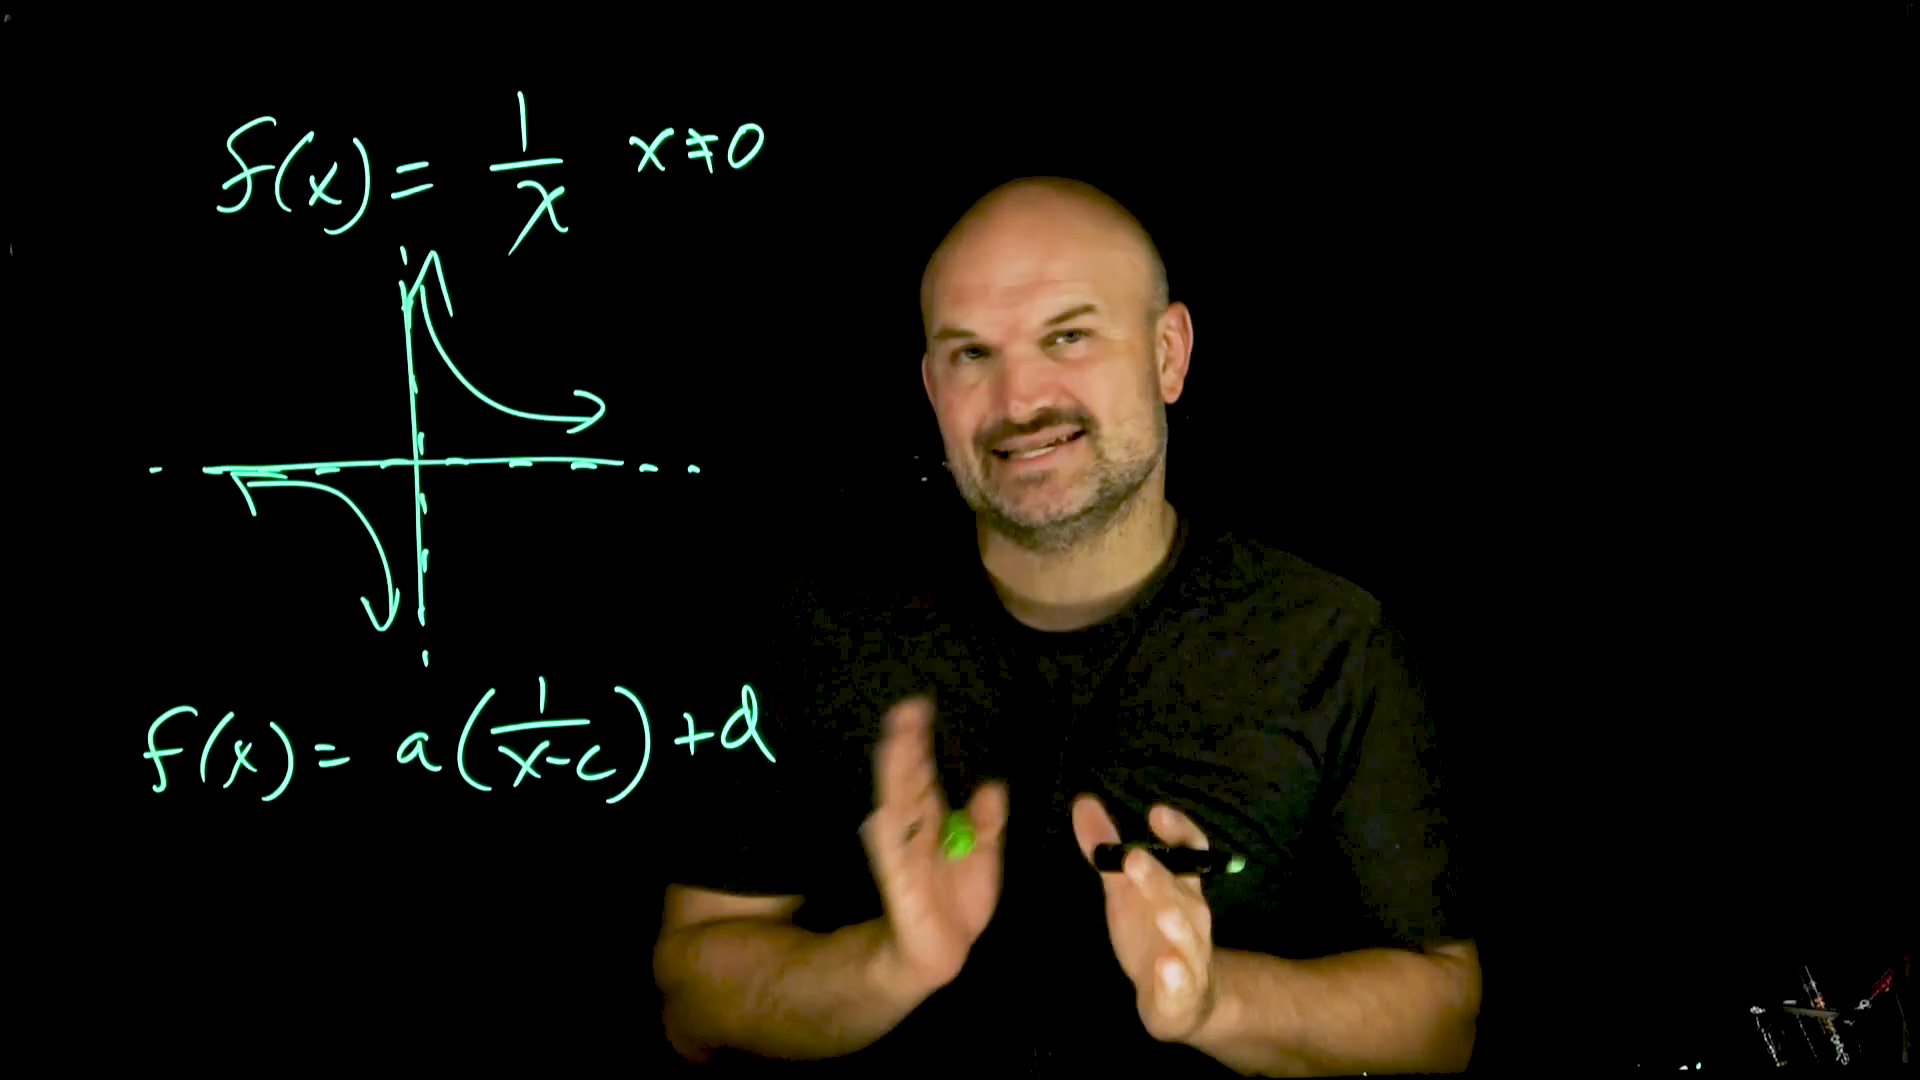 f(x) = 1/x x≠0
f(x) = a(1/(x-c)) + d